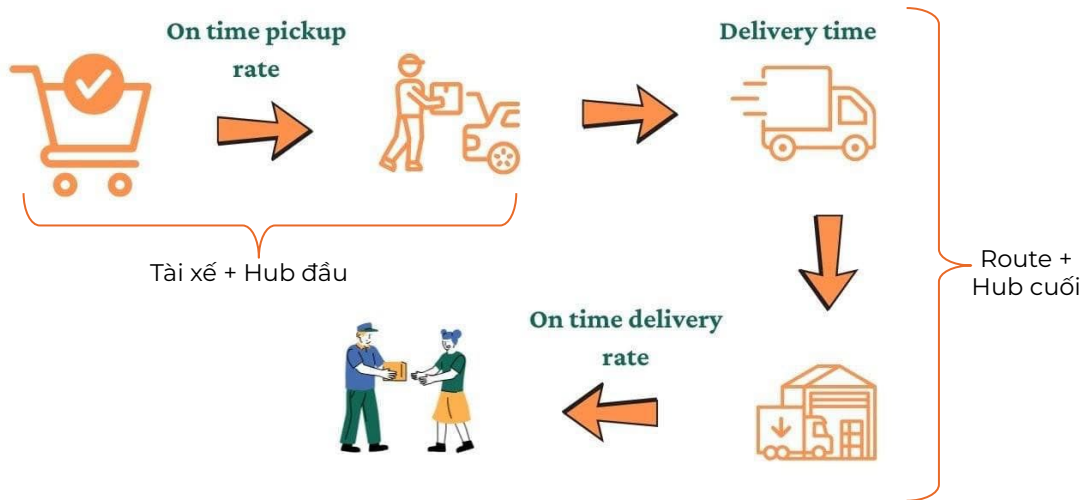 On time pickup
rate
Delivery time
Tài xế + Hub đầu
Route +
Hub cuối
On time delivery
rate